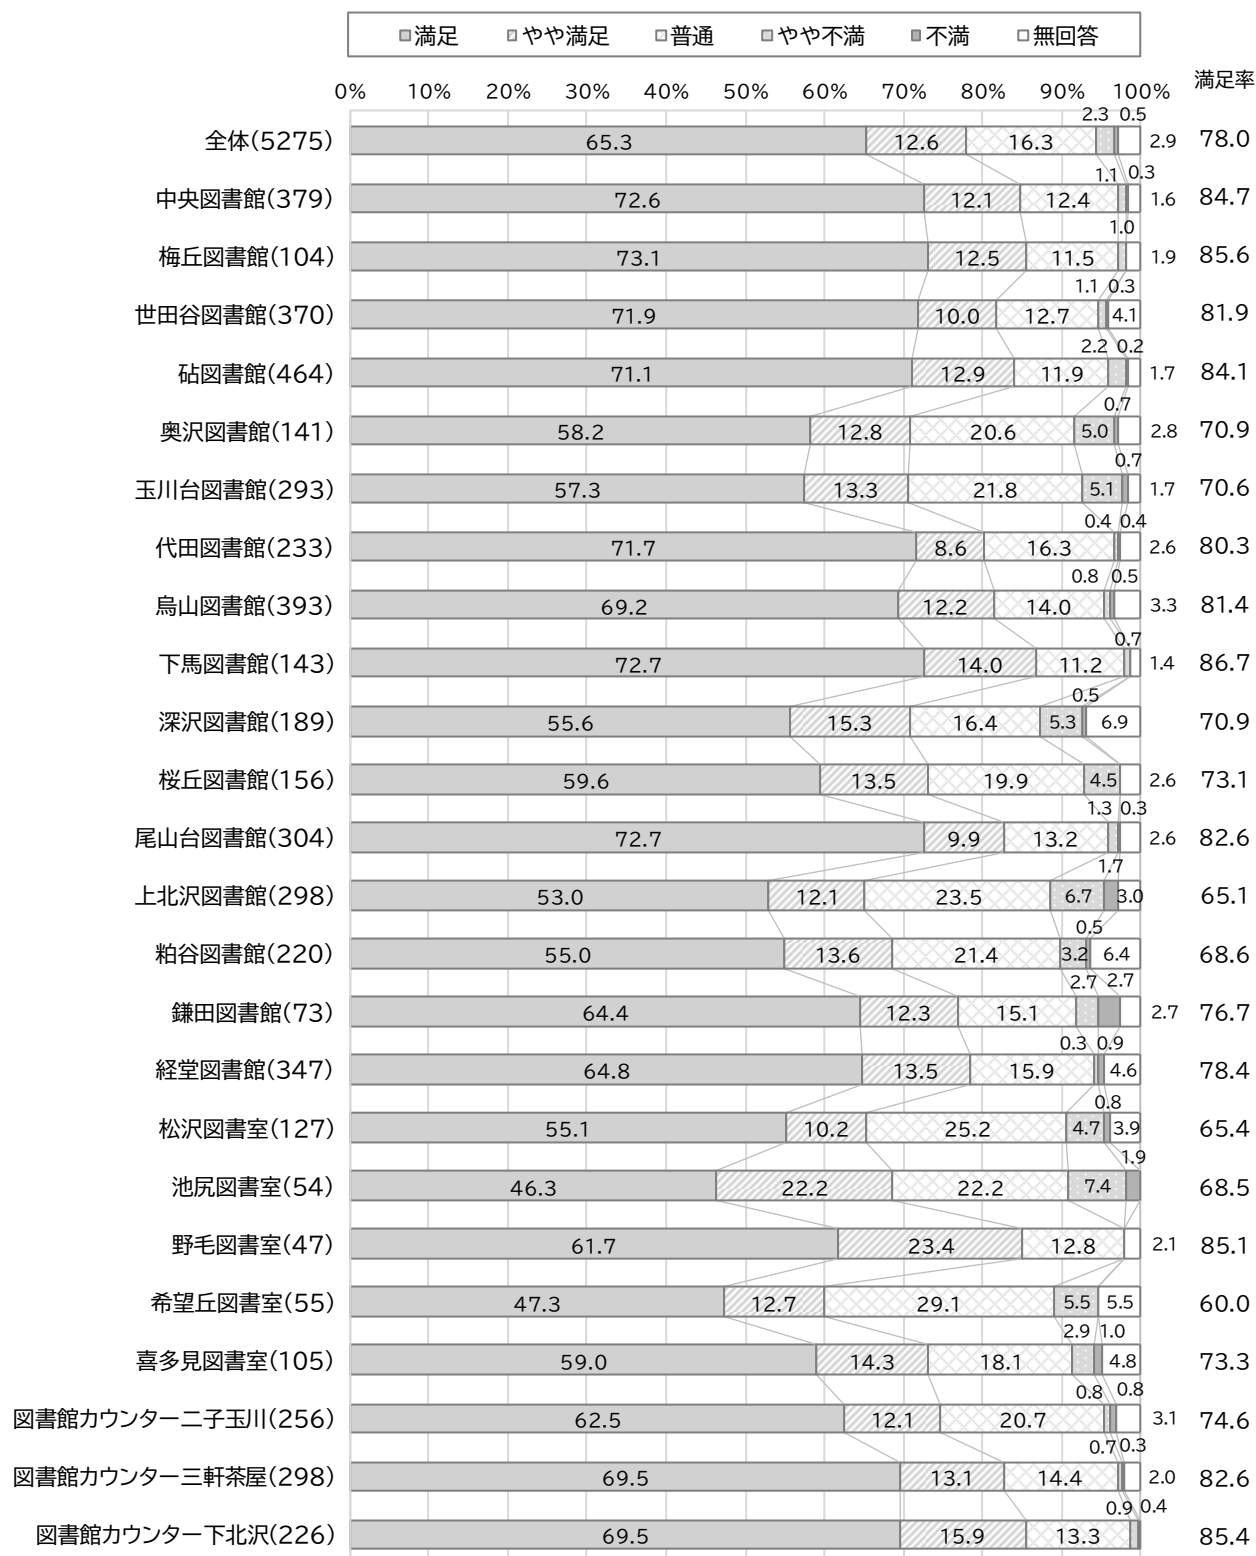 満足 やや満足 普通 やや不満 不満 無回答
0% 10% 20% 30% 40% 50% 60% 70% 80% 90% 100% 満足率
全体(5275) 65.3 12.6 16.3 2.3 0.5 2.9 78.0
中央図書館(379) 72.6 12.1 12.4 1.1 0.3 1.6 84.7
梅丘図書館(104) 73.1 12.5 11.5 1.0 1.9 85.6
世田谷図書館(370) 71.9 10.0 12.7 1.1 0.3 4.1 81.9
砧図書館(464) 71.1 12.9 11.9 2.2 0.2 1.7 84.1
奥沢図書館(141) 58.2 12.8 20.6 5.0 0.7 2.8 70.9
玉川台図書館(293) 57.3 13.3 21.8 5.1 0.7 1.7 70.6
代田図書館(233) 71.7 8.6 16.3 0.4 0.4 2.6 80.3
烏山図書館(393) 69.2 12.2 14.0 0.8 0.5 3.3 81.4
下馬図書館(143) 72.7 14.0 11.2 0.7 1.4 86.7
深沢図書館(189) 55.6 15.3 16.4 5.3 0.5 6.9 70.9
桜丘図書館(156) 59.6 13.5 19.9 4.5 2.6 73.1
尾山台図書館(304) 72.7 9.9 13.2 1.3 0.3 2.6 82.6
上北沢図書館(298) 53.0 12.1 23.5 6.7 1.7 3.0 65.1
粕谷図書館(220) 55.0 13.6 21.4 3.2 0.5 6.4 68.6
鎌田図書館(73) 64.4 12.3 15.1 2.7 2.7 2.7 76.7
経堂図書館(347) 64.8 13.5 15.9 0.3 0.9 4.6 78.4
松沢図書室(127) 55.1 10.2 25.2 4.7 0.8 3.9 65.4
池尻図書室(54) 46.3 22.2 22.2 7.4 1.9 68.5
野毛図書室(47) 61.7 23.4 12.8 2.1 85.1
希望丘図書室(55) 47.3 12.7 29.1 5.5 5.5 60.0
喜多見図書室(105) 59.0 14.3 18.1 2.9 1.0 4.8 73.3
図書館カウンター二子玉川(256) 62.5 12.1 20.7 0.8 0.8 3.1 74.6
図書館カウンター三軒茶屋(298) 69.5 13.1 14.4 0.7 0.3 2.0 82.6
図書館カウンター下北沢(226) 69.5 15.9 13.3 0.9 0.4 85.4